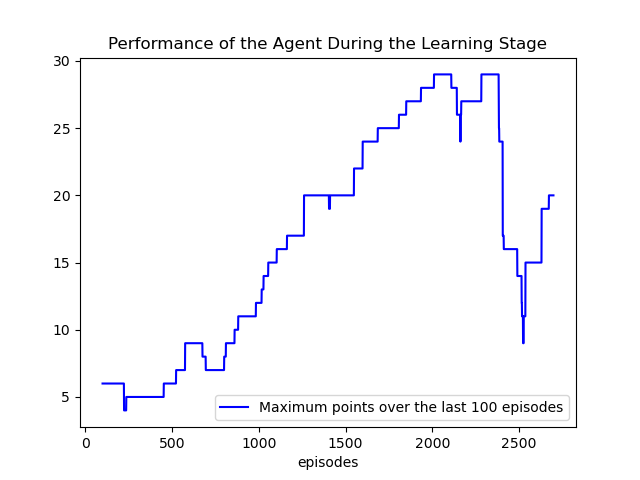 Performance of the Agent During the Learning Stage
30
25
20
15
10
5
Maximum points over the last 100 episodes
0 500 1000 1500 2000 2500
episodes